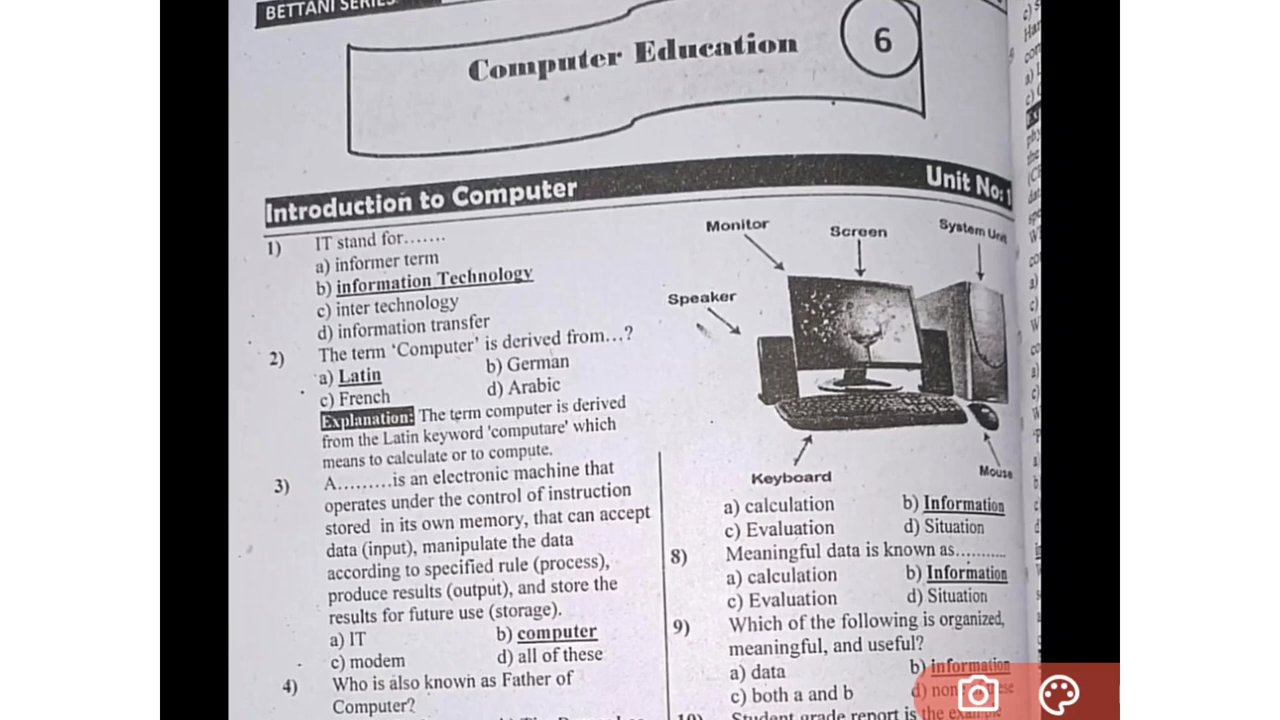 BETTANI SERIES
Computer Education
6
Introduction to Computer
Unit No: 1
1) IT stand for.......
a) informer term
b) information Technology
c) inter technology
d) information transfer
2) The term ‘Computer’ is derived from...?
a) Latin b) German
c) French d) Arabic
Explanation: The term computer is derived
from the Latin keyword 'computare' which
means to calculate or to compute.
3) A.........is an electronic machine that
operates under the control of instruction
stored in its own memory, that can accept
data (input), manipulate the data
according to specified rule (process),
produce results (output), and store the
results for future use (storage).
a) IT b) computer
c) modem d) all of these
4) Who is also known as Father of
Computer?
Monitor
Screen
System Unit
Speaker
Keyboard
Mouse
a) calculation b) Information
c) Evaluation d) Situation
8) Meaningful data is known as...........
a) calculation b) Information
c) Evaluation d) Situation
9) Which of the following is organized,
meaningful, and useful?
a) data b) information
c) both a and b d)
10) Student grade report is the